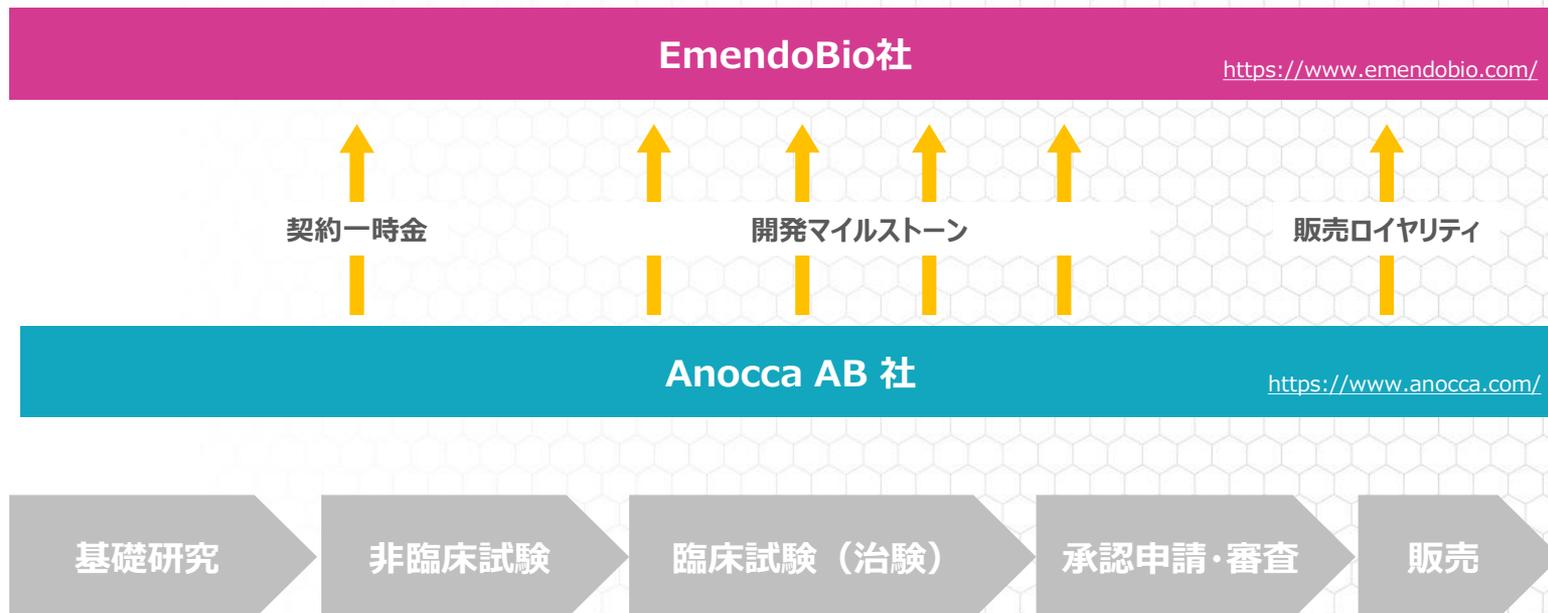 EmendoBio社
https://www.emendobio.com/
契約一時金
開発マイルストーン
販売ロイヤリティ
Anocca AB 社
https://www.anocca.com/
基礎研究
非臨床試験
臨床試験（治験）
承認申請･審査
販売